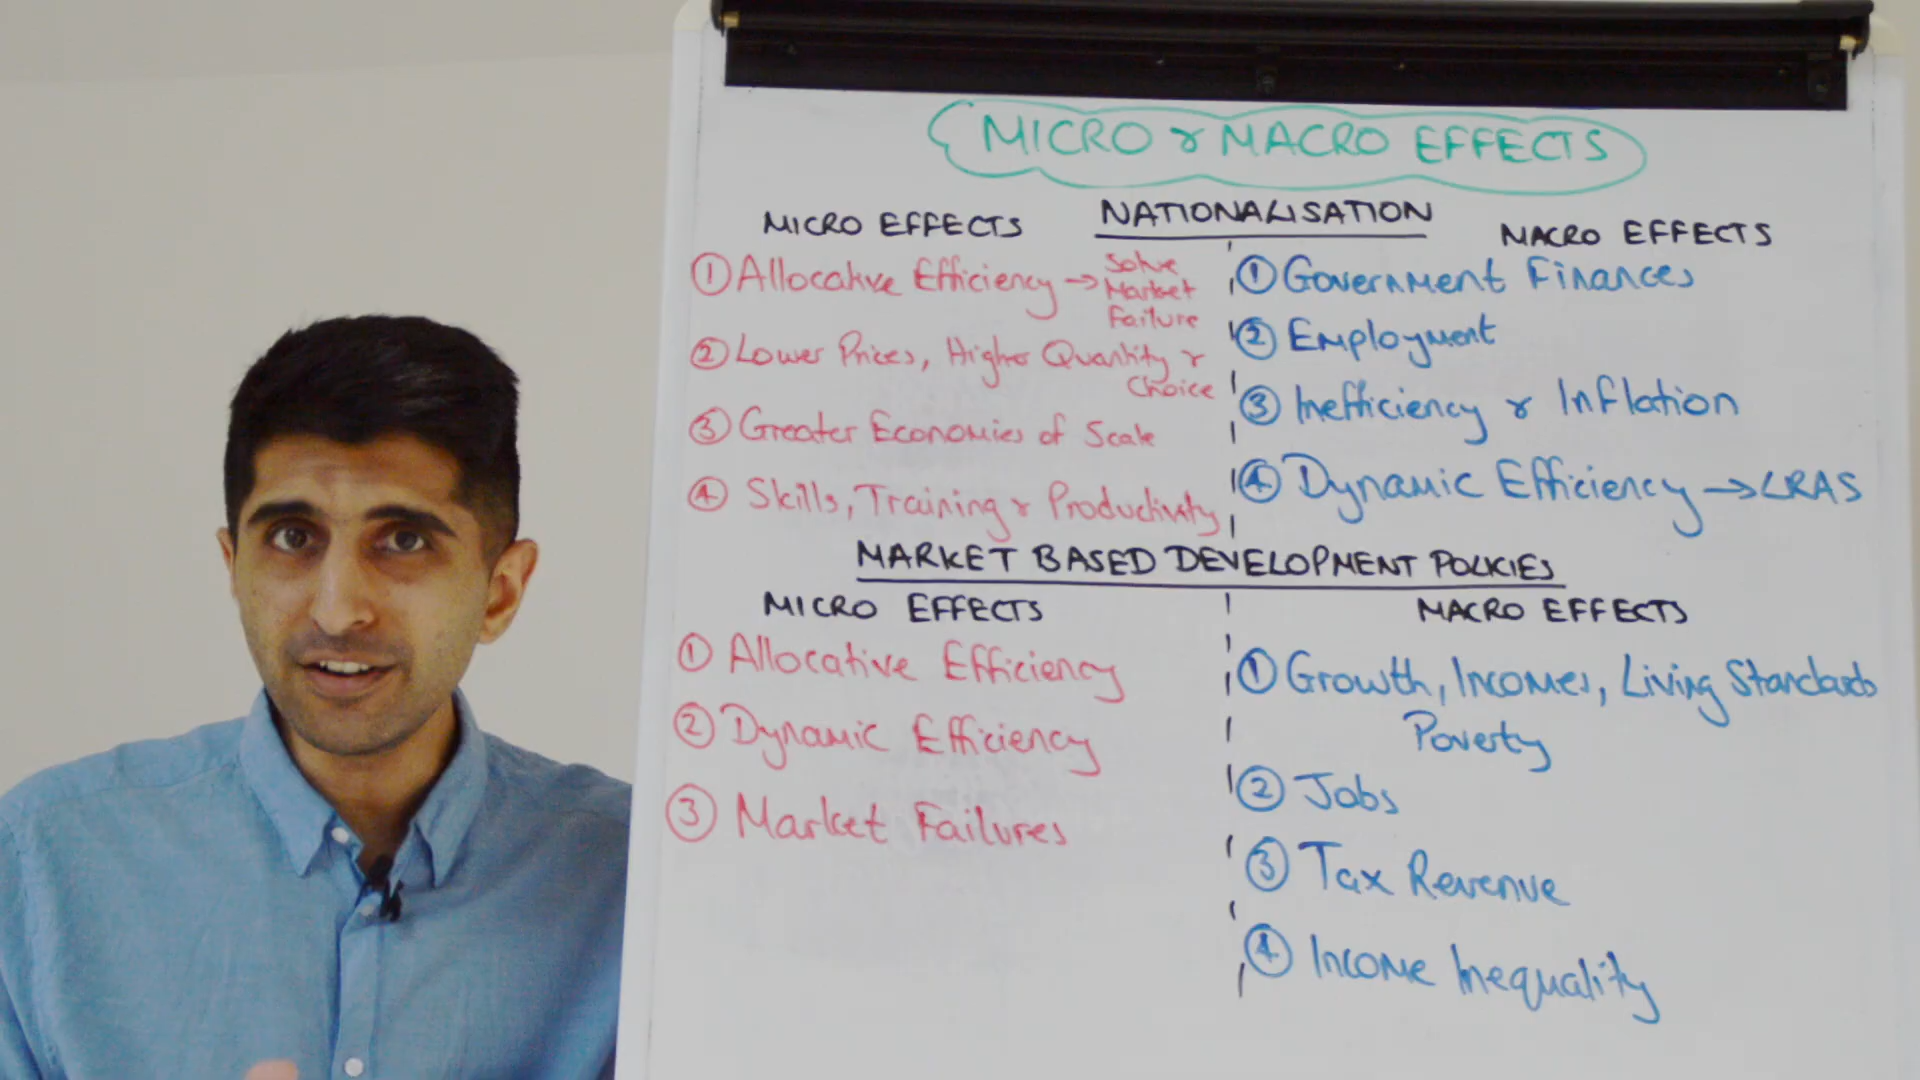 MICRO & MACRO EFFECTS
NATIONALISATION
MICRO EFFECTS
① Allocative Efficiency → Solve
Market
Failure
② Lower Prices, Higher Quantity &
Choice
③ Greater Economies of Scale
④ Skills, Training & Productivity
MACRO EFFECTS
① Government Finances
② Employment
③ Inefficiency & Inflation
④ Dynamic Efficiency → LRAS
MARKET BASED DEVELOPMENT POLICIES
MICRO EFFECTS
① Allocative Efficiency
② Dynamic Efficiency
③ Market Failures
MACRO EFFECTS
① Growth, Incomes, Living Standards
Poverty
② Jobs
③ Tax Revenue
④ Income Inequality